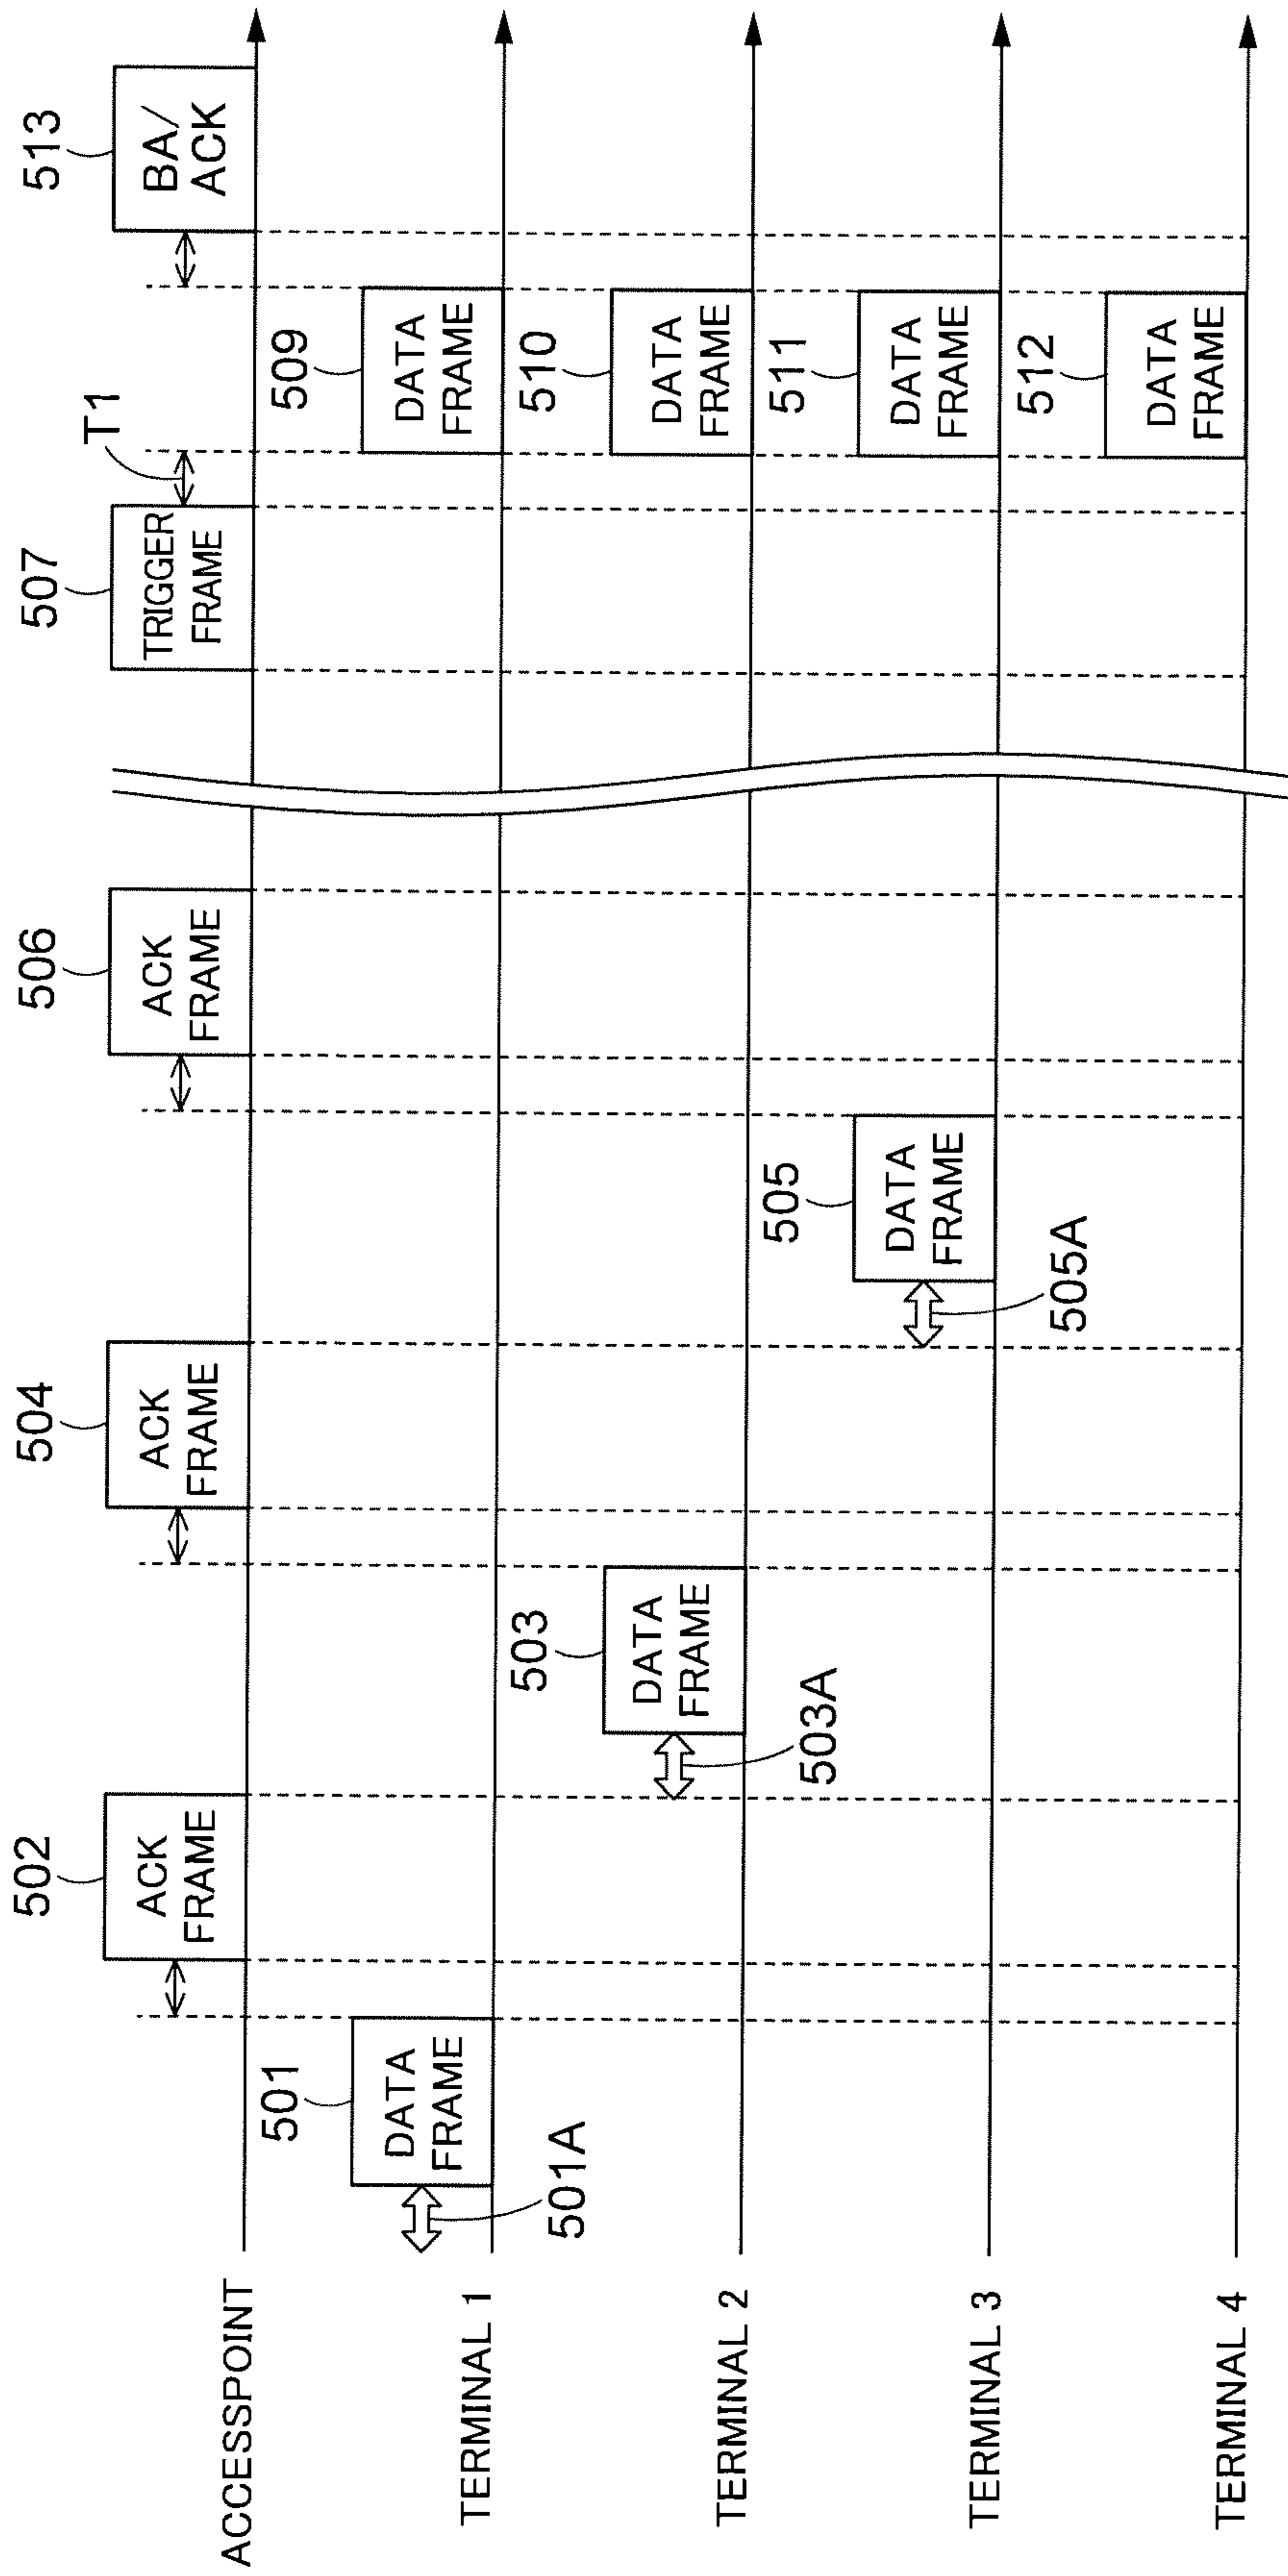 502
504
506
507
513
ACK
FRAME
ACK
FRAME
ACK
FRAME
TRIGGER
FRAME
T1
BA/
ACK
ACCESSPOINT
501
509
DATA
FRAME
DATA
FRAME
501A
TERMINAL 1
503
510
DATA
FRAME
DATA
FRAME
503A
TERMINAL 2
505
511
DATA
FRAME
DATA
FRAME
505A
TERMINAL 3
512
DATA
FRAME
TERMINAL 4